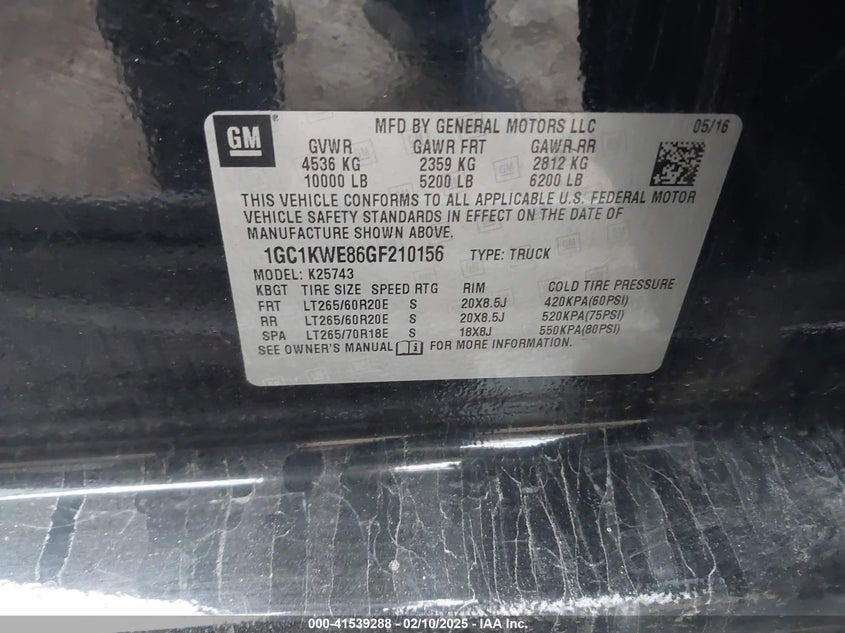 GM
MFD BY GENERAL MOTORS LLC 05/16
GVWR GAWR FRT GAWR RR
4536 KG 2359 KG 2812 KG
10000 LB 5200 LB 6200 LB
THIS VEHICLE CONFORMS TO ALL APPLICABLE U.S. FEDERAL MOTOR
VEHICLE SAFETY STANDARDS IN EFFECT ON THE DATE OF
MANUFACTURE SHOWN ABOVE.
1GC1KWE86GF210156 TYPE: TRUCK
MODEL: K25743
KBGT TIRE SIZE SPEED RTG RIM COLD TIRE PRESSURE
FRT LT265/60R20E S 20X8.5J 420KPA(60PSI)
RR LT265/60R20E S 20X8.5J 520KPA(75PSI)
SPA LT265/70R18E S 18X8J 550KPA(80PSI)
SEE OWNER'S MANUAL FOR MORE INFORMATION.
000-41539288 - 02/10/2025 - IAA Inc.